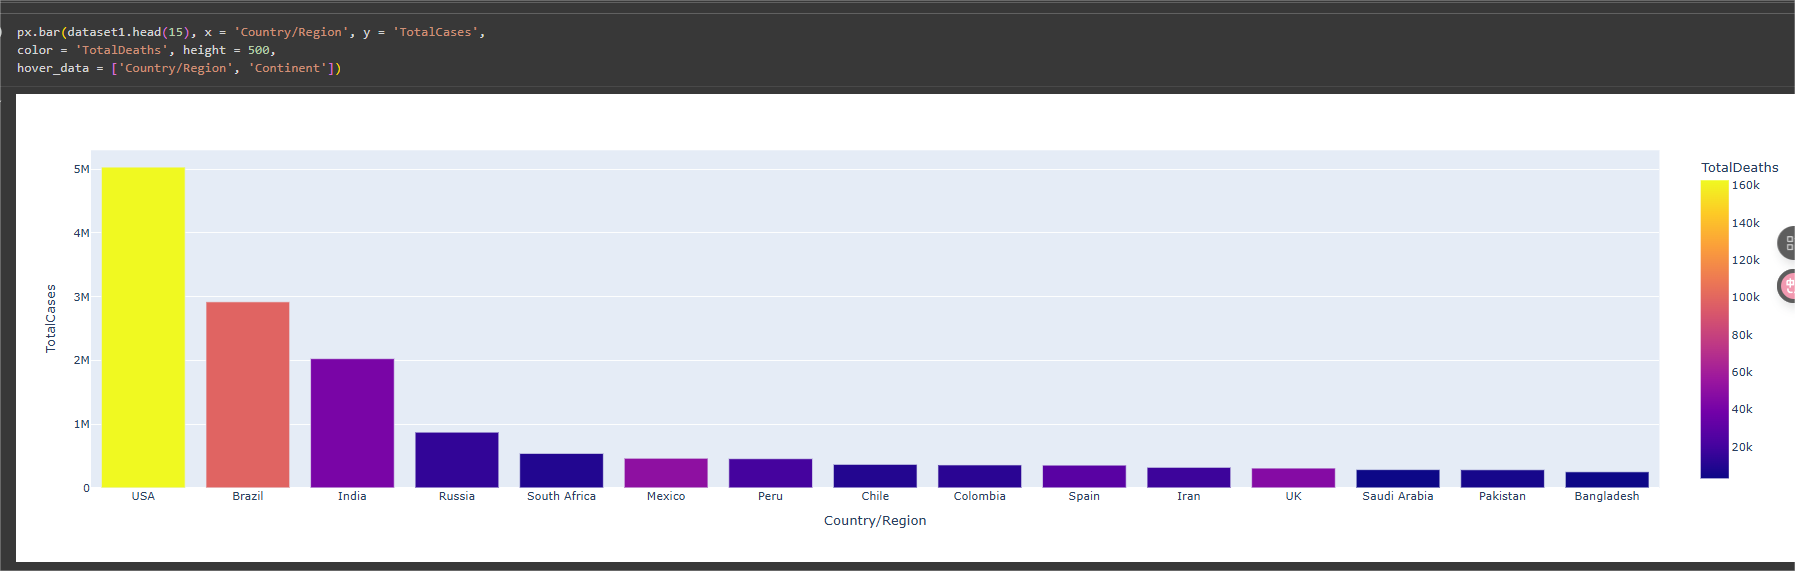 px.bar(dataset1.head(15), x = 'Country/Region', y = 'TotalCases',
color = 'TotalDeaths', height = 500,
hover_data = ['Country/Region', 'Continent'])
TotalDeaths
5M
4M
3M
2M
1M
0
TotalCases
USA Brazil India Russia South Africa Mexico Peru Chile Colombia Spain Iran UK Saudi Arabia Pakistan Bangladesh
Country/Region
160k
140k
120k
100k
80k
60k
40k
20k